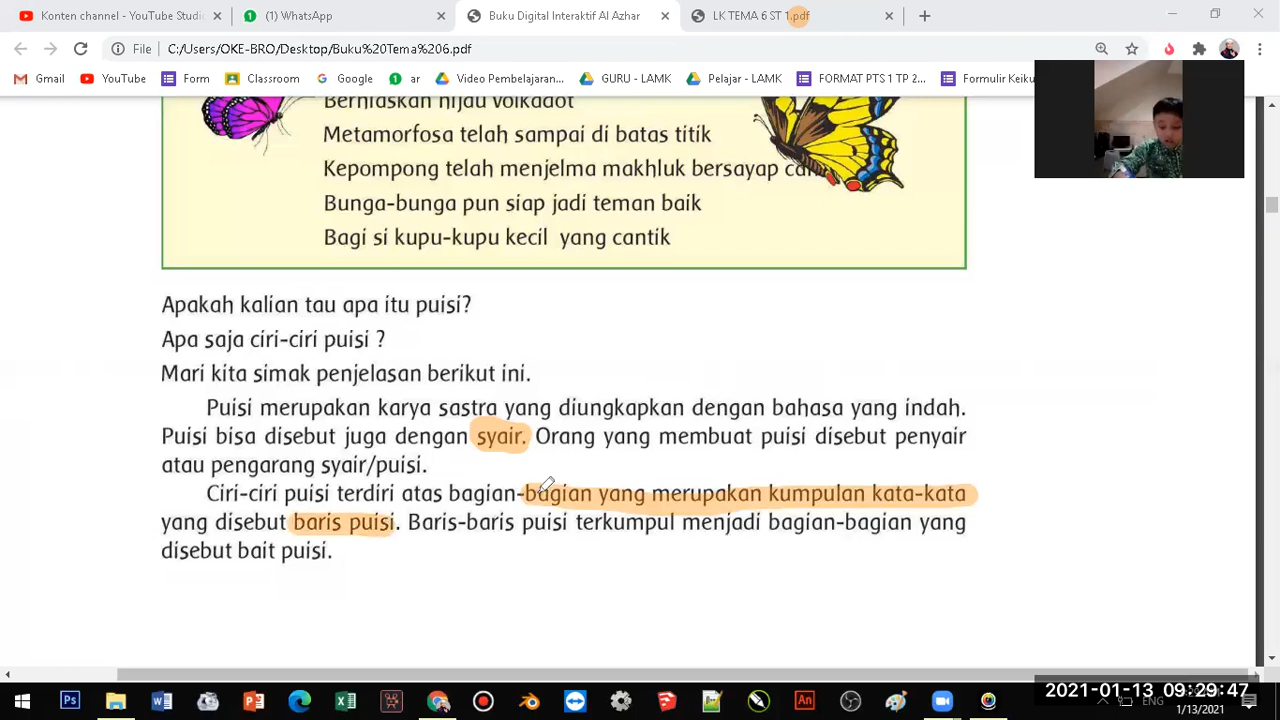 Konten channel - YouTube Studi
(1) WhatsApp
Buku Digital Interaktif Al Azhar
LK TEMA 6 ST 1.pdf
File C:/Users/OKE-BRO/Desktop/Buku%20Tema%206.pdf
Gmail YouTube Form Classroom Google ar Video Pembelajaran... GURU - LAMK Pelajar - LAMK FORMAT PTS 1 TP 2... Formulir Keiku
Berhiaskan hijau volkadot
Metamorfosa telah sampai di batas titik
Kepompong telah menjelma makhluk bersayap
Bunga-bunga pun siap jadi teman baik
Bagi si kupu-kupu kecil yang cantik
Apakah kalian tau apa itu puisi?
Apa saja ciri-ciri puisi ?
Mari kita simak penjelasan berikut ini.
Puisi merupakan karya sastra yang diungkapkan dengan bahasa yang indah.
Puisi bisa disebut juga dengan syair. Orang yang membuat puisi disebut penyair
atau pengarang syair/puisi.
Ciri-ciri puisi terdiri atas bagian-bagian yang merupakan kumpulan kata-kata
yang disebut baris puisi. Baris-baris puisi terkumpul menjadi bagian-bagian yang
disebut bait puisi.
Ps An
ENG
2021-01-13 09:29:47
1/13/2021